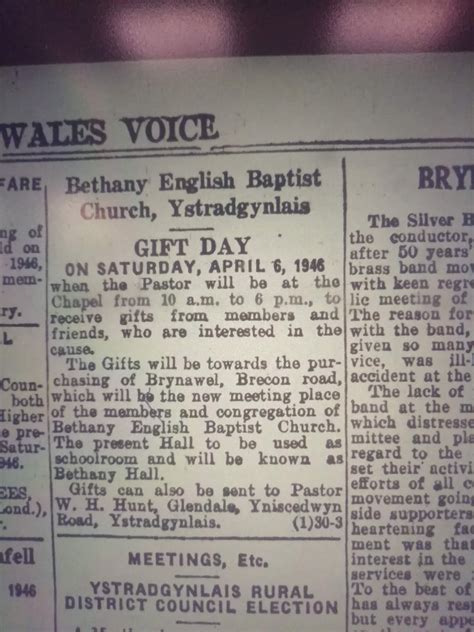 WALES VOICE
FARE
ng of
ld on
1946,
mem-
ry.
L
Coun-
both
Higher
e pre-
Satur-
946.
EES
Lond.),
or
afell
1946
Bethany English Baptist
Church, Ystradgynlais
GIFT DAY
ON SATURDAY, APRIL 6, 1946
when the Pastor will be at the
Chapel from 10 a.m. to 6 p.m., to
receive gifts from members and
friends, who are interested in the
cause.
The Gifts will be towards the pur-
chasing of Brynawel, Brecon road,
which will be the new meeting place
of the members and congregation of
Bethany English Baptist Church.
The present Hall to be used as
schoolroom and will be known as
Bethany Hall.
Gifts can also be sent to Pastor
W. H. Hunt, Glendale, Yniscedwyn
Road, Ystradgynlais. (1)30-3
MEETINGS, Etc.
YSTRADGYNLAIS RURAL
DISTRICT COUNCIL ELECTION
BRY
The Silver B
the conductor,
after 50 years'
brass band mov
with keen regre
lic meeting of
The reason for
with the band,
given so many
vice, was ill-
accident at the
The lack of
band at the m
which distresse
mittee and pla
regard to the
set their activi
efforts of all c
movement going
side supporters
heartening fac
ment was that
interest in the
services were
To the best of
has always resp
but every appe